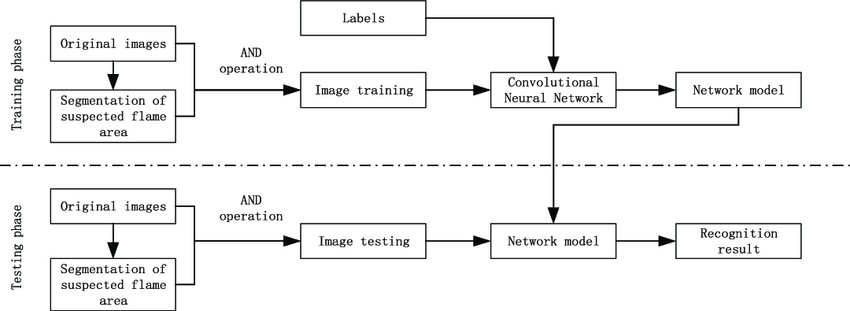 Training phase
Original images
Segmentation of
suspected flame
area
AND
operation
Labels
Image training
Convolutional
Neural Network
Network model
Testing phase
Original images
Segmentation of
suspected flame
area
AND
operation
Image testing
Network model
Recognition
result